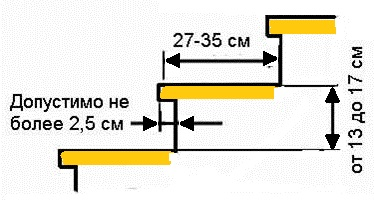 27-35 см
Допустимо не
более 2,5 см
от 13 до 17 см